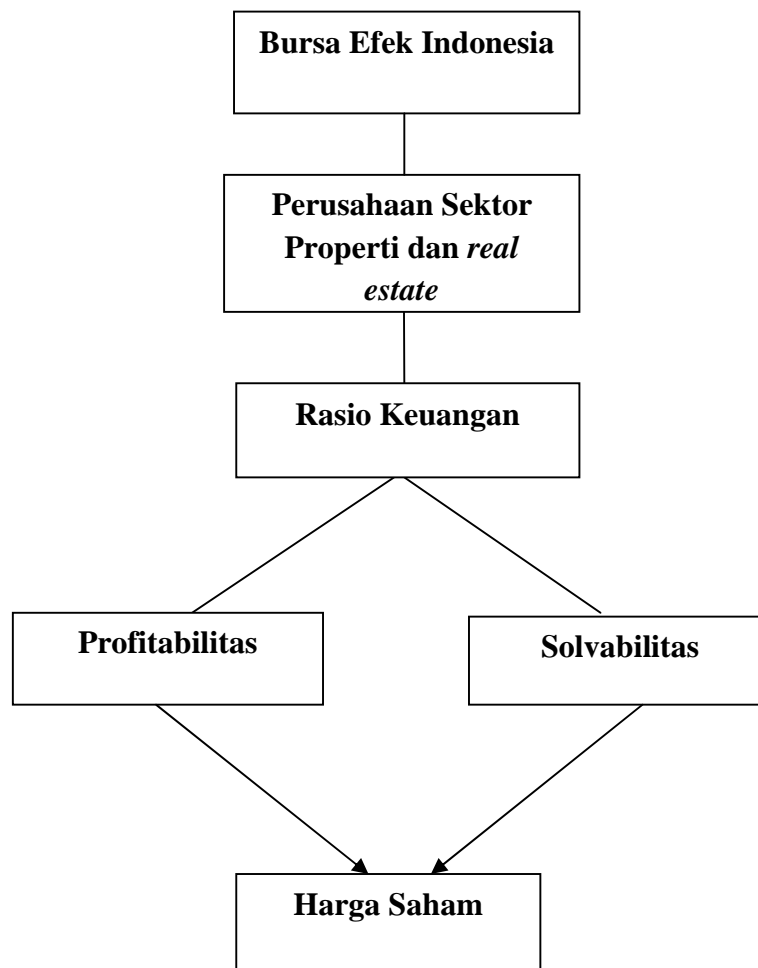 Bursa Efek Indonesia
Perusahaan Sektor
Properti dan real
estate
Rasio Keuangan
Profitabilitas
Solvabilitas
Harga Saham